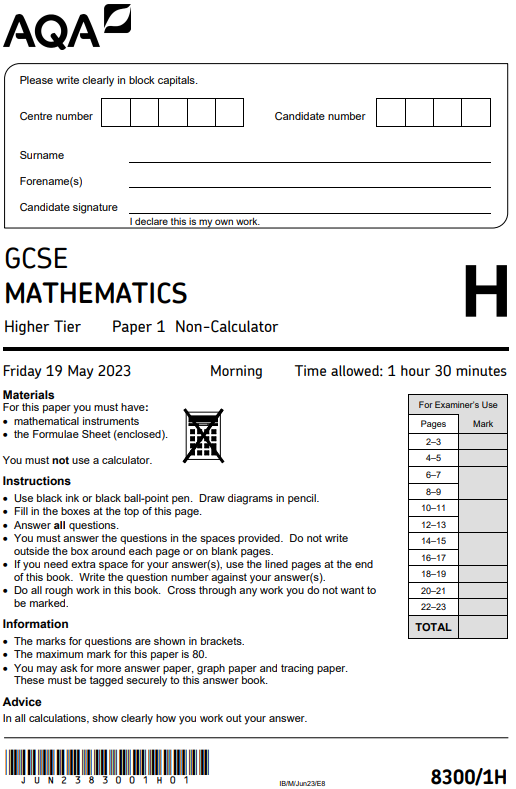 AQA
Please write clearly in block capitals.
Centre number
Candidate number
Surname
Forename(s)
Candidate signature
I declare this is my own work.
GCSE
MATHEMATICS
H
Higher Tier Paper 1 Non-Calculator
Friday 19 May 2023 Morning Time allowed: 1 hour 30 minutes
Materials
For this paper you must have:
• mathematical instruments
• the Formulae Sheet (enclosed).
You must not use a calculator.
Instructions
• Use black ink or black ball-point pen. Draw diagrams in pencil.
• Fill in the boxes at the top of this page.
• Answer all questions.
• You must answer the questions in the spaces provided. Do not write
outside the box around each page or on blank pages.
• If you need extra space for your answer(s), use the lined pages at the end
of this book. Write the question number against your answer(s).
• Do all rough work in this book. Cross through any work you do not want to
be marked.
Information
• The marks for questions are shown in brackets.
• The maximum mark for this paper is 80.
• You may ask for more answer paper, graph paper and tracing paper.
These must be tagged securely to this answer book.
Advice
In all calculations, show clearly how you work out your answer.
For Examiner's Use
Pages Mark
2–3
4–5
6–7
8–9
10–11
12–13
14–15
16–17
18–19
20–21
22–23
TOTAL
JUN2383001H01
IB/M/Jun23/E8
8300/1H